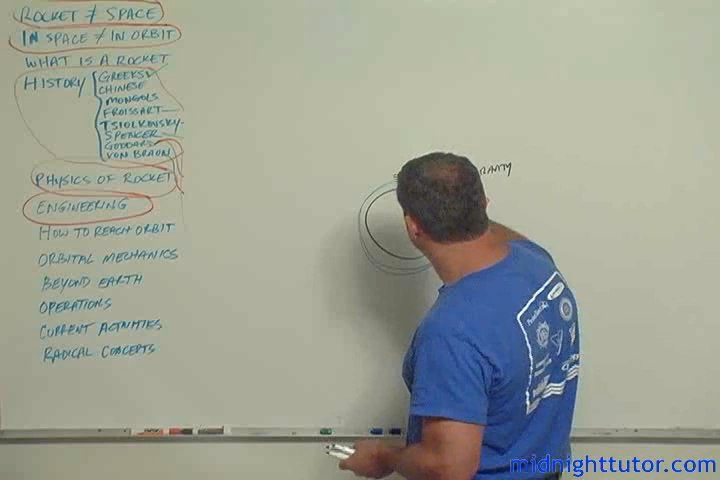 ROCKET ≠ SPACE
IN SPACE ≠ IN ORBIT
WHAT IS A ROCKET
HISTORY
GREEKS
CHINESE
MONGOLS
FROISSART
TSIOLKOVSKY
SPENCER
GODDARD
VON BRAUN
PHYSICS OF ROCKET
ENGINEERING
HOW TO REACH ORBIT
ORBITAL MECHANICS
BEYOND EARTH
OPERATIONS
CURRENT ACTIVITIES
RADICAL CONCEPTS
midnighttutor.com